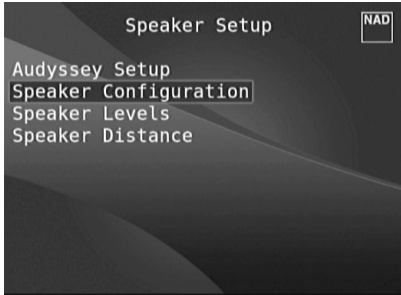 Speaker Setup
NAD
Audyssey Setup
Speaker Configuration
Speaker Levels
Speaker Distance